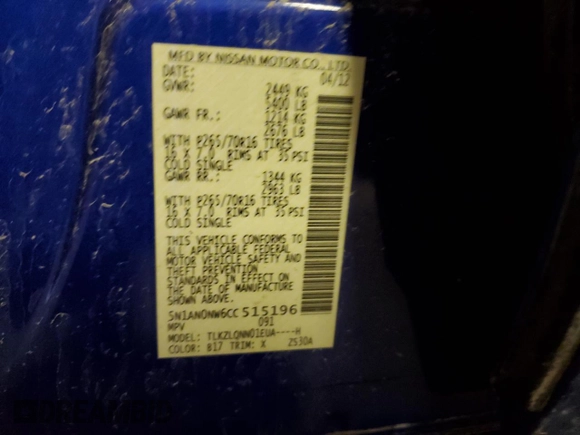 MFD BY NISSAN MOTOR CO., LTD.
DATE: 04/12
GVWR: 2449 KG
5400 LB
GAWR FR.: 1214 KG
2676 LB
WITH P265/70R16 TIRES
16 X 7.0 RIMS AT 35 PSI
COLD SINGLE
GAWR RR.: 1344 KG
2963 LB
WITH P265/70R16 TIRES
16 X 7.0 RIMS AT 35 PSI
COLD SINGLE
THIS VEHICLE CONFORMS TO
ALL APPLICABLE FEDERAL
MOTOR VEHICLE SAFETY AND
THEFT PREVENTION
STANDARDS IN EFFECT ON
THE DATE OF MANUFACTURE
SHOWN ABOVE.
5N1AN0NW6CC515196
MPV 091
MODEL: TLKZLQNN01EUA----H
COLOR: B17 TRIM: X ZS30A
DREAMBID